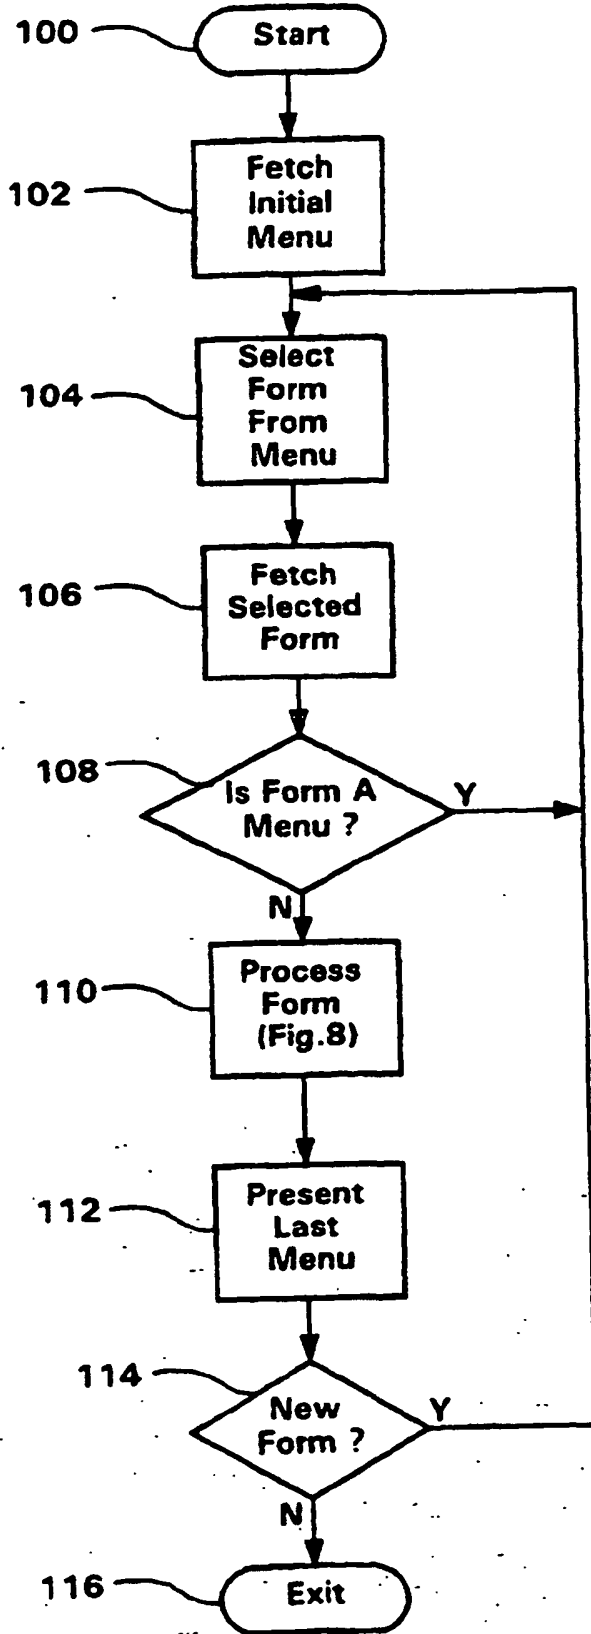 100
Start
102
Fetch
Initial
Menu
104
Select
Form
From
Menu
106
Fetch
Selected
Form
108
Is Form A
Menu ?
Y
N
110
Process
Form
(Fig.8)
112
Present
Last
Menu
114
New
Form ?
Y
N
116
Exit